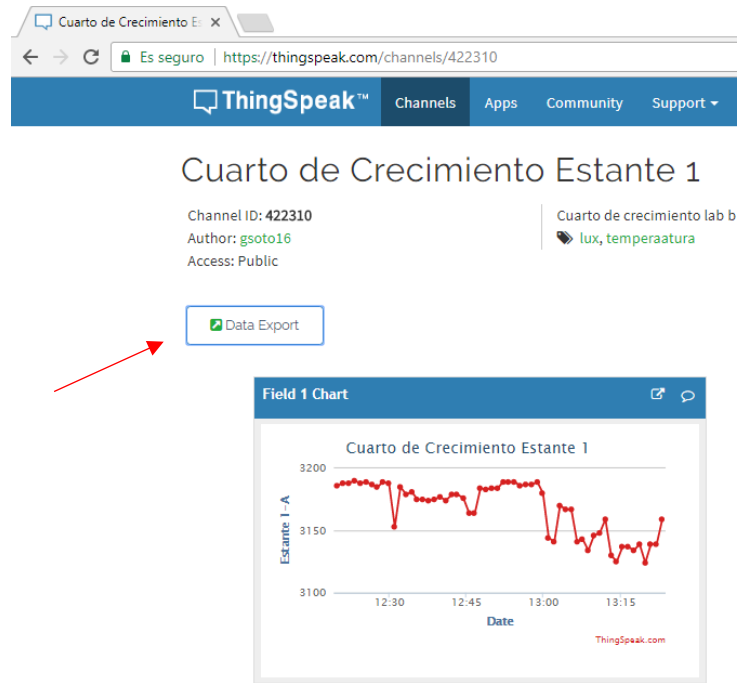 Cuarto de Crecimiento Es
Es seguro | https://thingspeak.com/channels/422310
ThingSpeak™ Channels Apps Community Support
Cuarto de Crecimiento Estante 1
Channel ID: 422310
Author: gsoto16
Access: Public
Cuarto de crecimiento lab b
lux, temperaatura
Data Export
Field 1 Chart
Cuarto de Crecimiento Estante 1
Estante 1-A
3200
3150
3100
12:30 12:45 13:00 13:15
Date
ThingSpeak.com